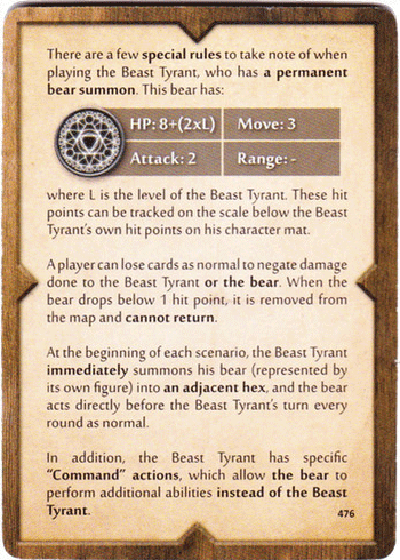 There are a few special rules to take note of when
playing the Beast Tyrant, who has a permanent
bear summon. This bear has:
HP: 8+(2xL) Move: 3
Attack: 2 Range: -
where L is the level of the Beast Tyrant. These hit
points can be tracked on the scale below the Beast
Tyrant's own hit points on his character mat.
A player can lose cards as normal to negate damage
done to the Beast Tyrant or the bear. When the
bear drops below 1 hit point, it is removed from
the map and cannot return.
At the beginning of each scenario, the Beast Tyrant
immediately summons his bear (represented by
its own figure) into an adjacent hex, and the bear
acts directly before the Beast Tyrant's turn every
round as normal.
In addition, the Beast Tyrant has specific
"Command" actions, which allow the bear to
perform additional abilities instead of the Beast
Tyrant.
476